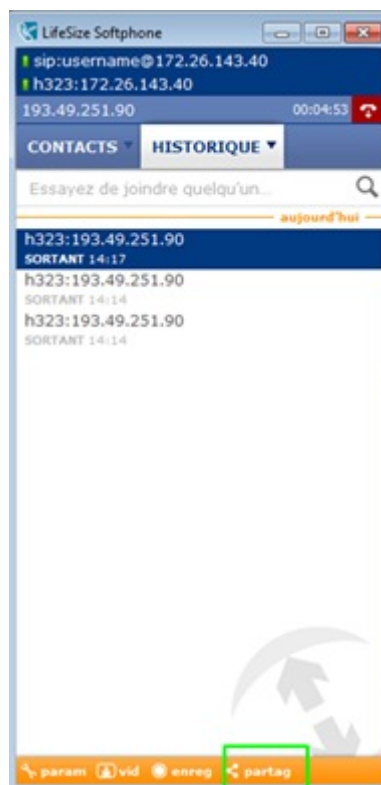 LifeSize Softphone
sip:username@172.26.143.40
h323:172.26.143.40
193.49.251.90 00:04:53
CONTACTS HISTORIQUE
Essayez de joindre quelqu'un...
aujourd'hui
h323:193.49.251.90
SORTANT 14:17
h323:193.49.251.90
SORTANT 14:14
h323:193.49.251.90
SORTANT 14:14
param vid enreg partag